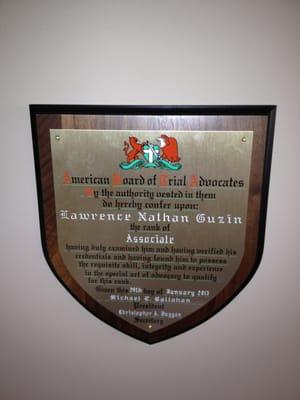 American Board of Trial Advocates
By the authority vested in them
do hereby confer upon:
Lawrence Nathan Guzin
the rank of
Associate
having duly examined him and having verified his
credentials and having found him to possess
the requisite skill, integrity and experience
in the special art of advocacy to qualify
for this rank.
Given this 29th day of January 2013
Michael E. Callahan
President
Christopher A. Duggan
Secretary